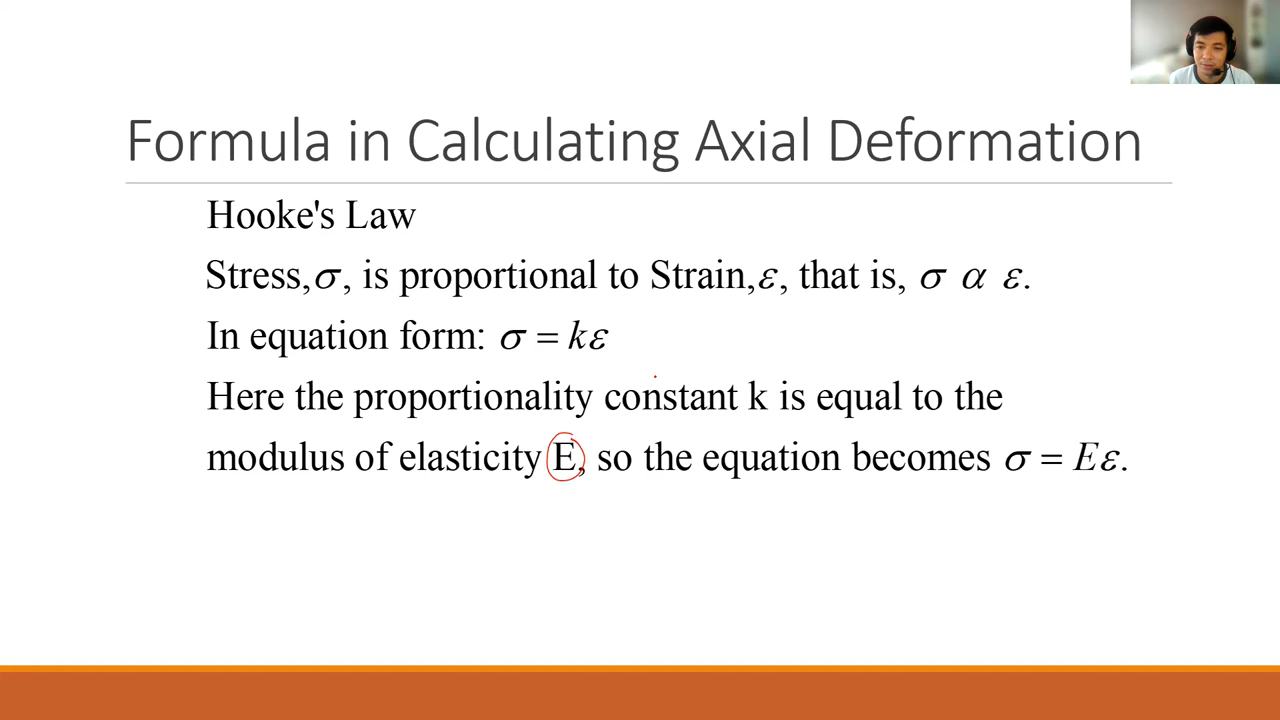 Formula in Calculating Axial Deformation
Hooke's Law
Stress,σ, is proportional to Strain,ε, that is, σ α ε.
In equation form: σ = kε
Here the proportionality constant k is equal to the
modulus of elasticity E, so the equation becomes σ = Eε.